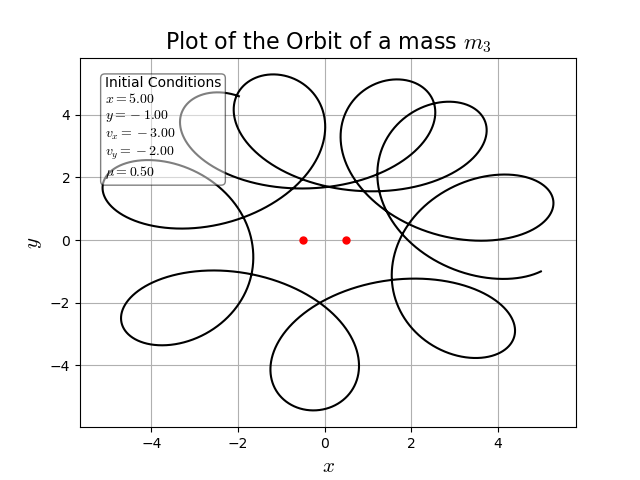 Plot of the Orbit of a mass m₃
Initial Conditions
x = 5.00
y = −1.00
vₓ = −3.00
v_y = −2.00
μ = 0.50
4
2
0
−2
−4
y
−4
−2
0
2
4
x